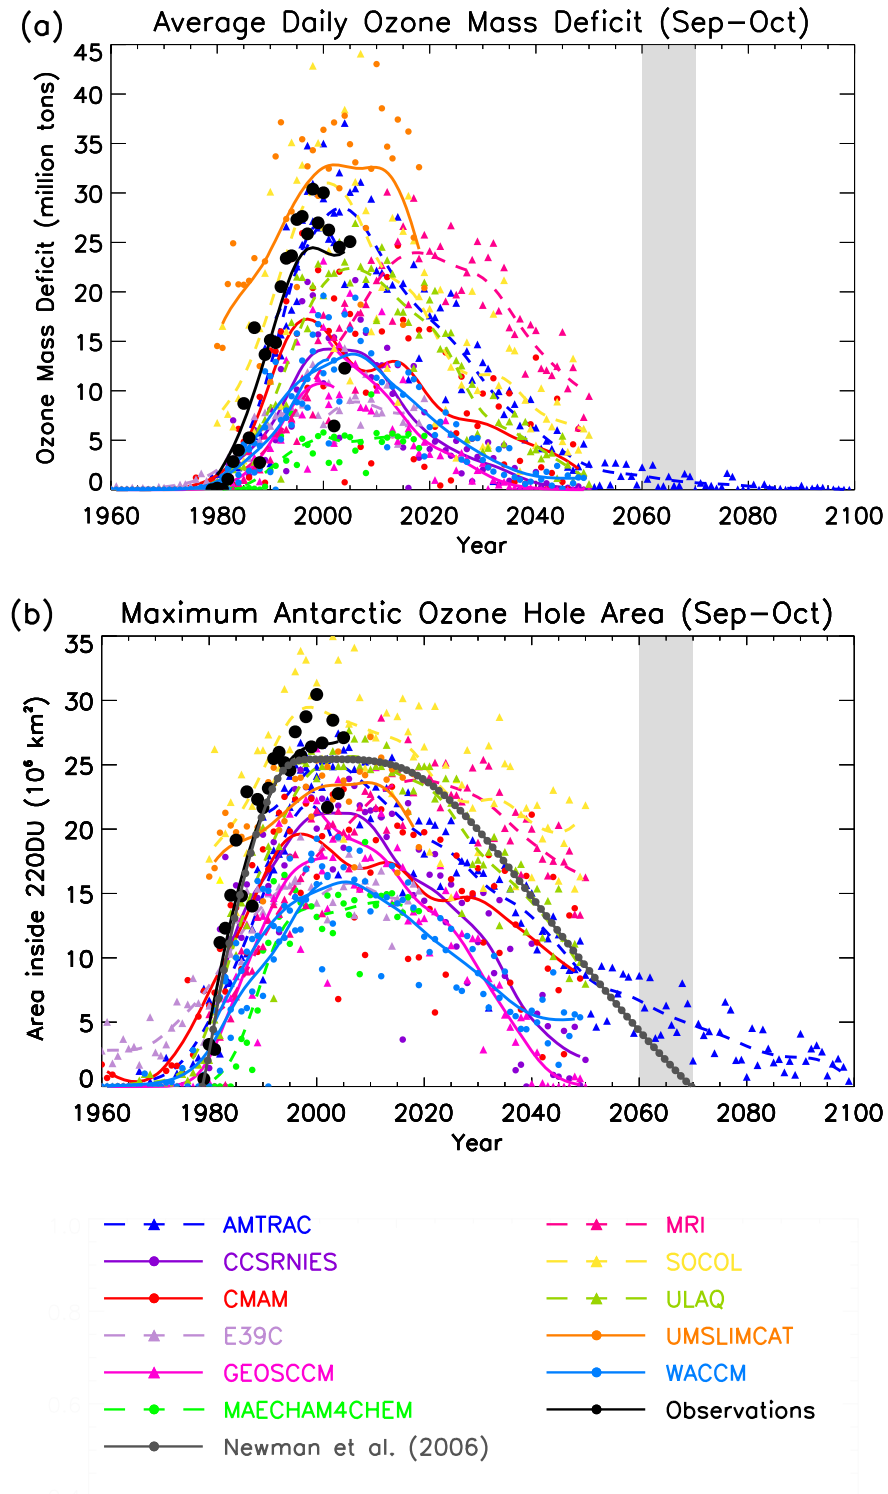 (a) Average Daily Ozone Mass Deficit (Sep-Oct)
Ozone Mass Deficit (million tons)
45
40
35
30
25
20
15
10
5
0
1960 1980 2000 2020 2040 2060 2080 2100
Year
(b) Maximum Antarctic Ozone Hole Area (Sep-Oct)
Area inside 220DU (10⁶ km²)
35
30
25
20
15
10
5
0
1960 1980 2000 2020 2040 2060 2080 2100
Year
AMTRAC MRI
CCSRNIES SOCOL
CMAM ULAQ
E39C UMSLIMCAT
GEOSCCM WACCM
MAECHAM4CHEM Observations
Newman et al. (2006)